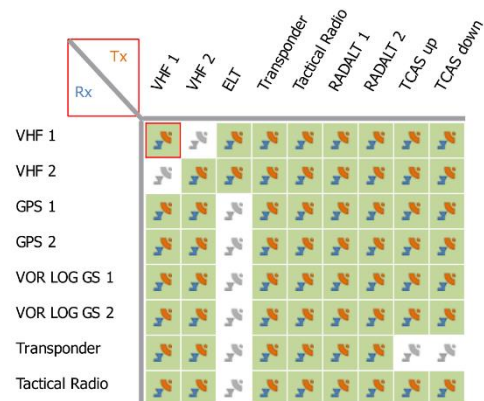 Tx
Rx
VHF 1
VHF 2
ELT
Transponder
Tactical Radio
RADALT 1
RADALT 2
TCAS up
TCAS down
VHF 1
VHF 2
GPS 1
GPS 2
VOR LOG GS 1
VOR LOG GS 2
Transponder
Tactical Radio